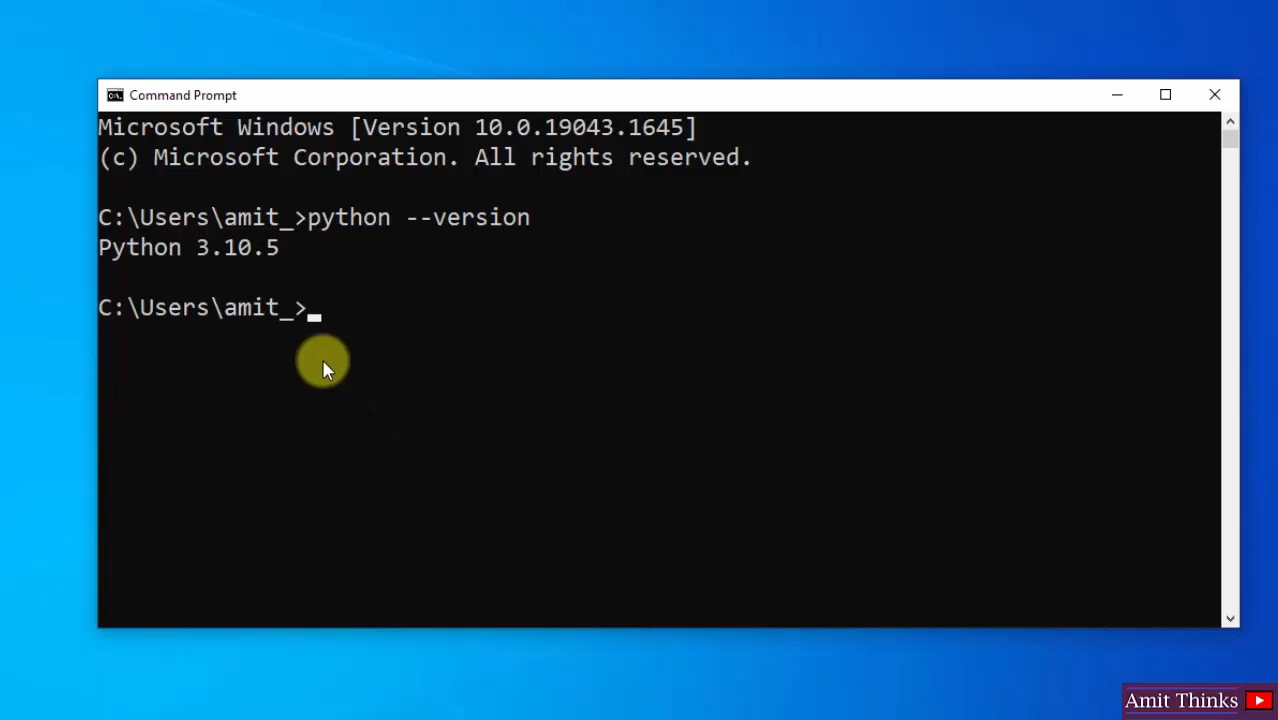 Command Prompt
Microsoft Windows [Version 10.0.19043.1645]
(c) Microsoft Corporation. All rights reserved.
C:\Users\amit_>python --version
Python 3.10.5
C:\Users\amit_>
Amit Thinks